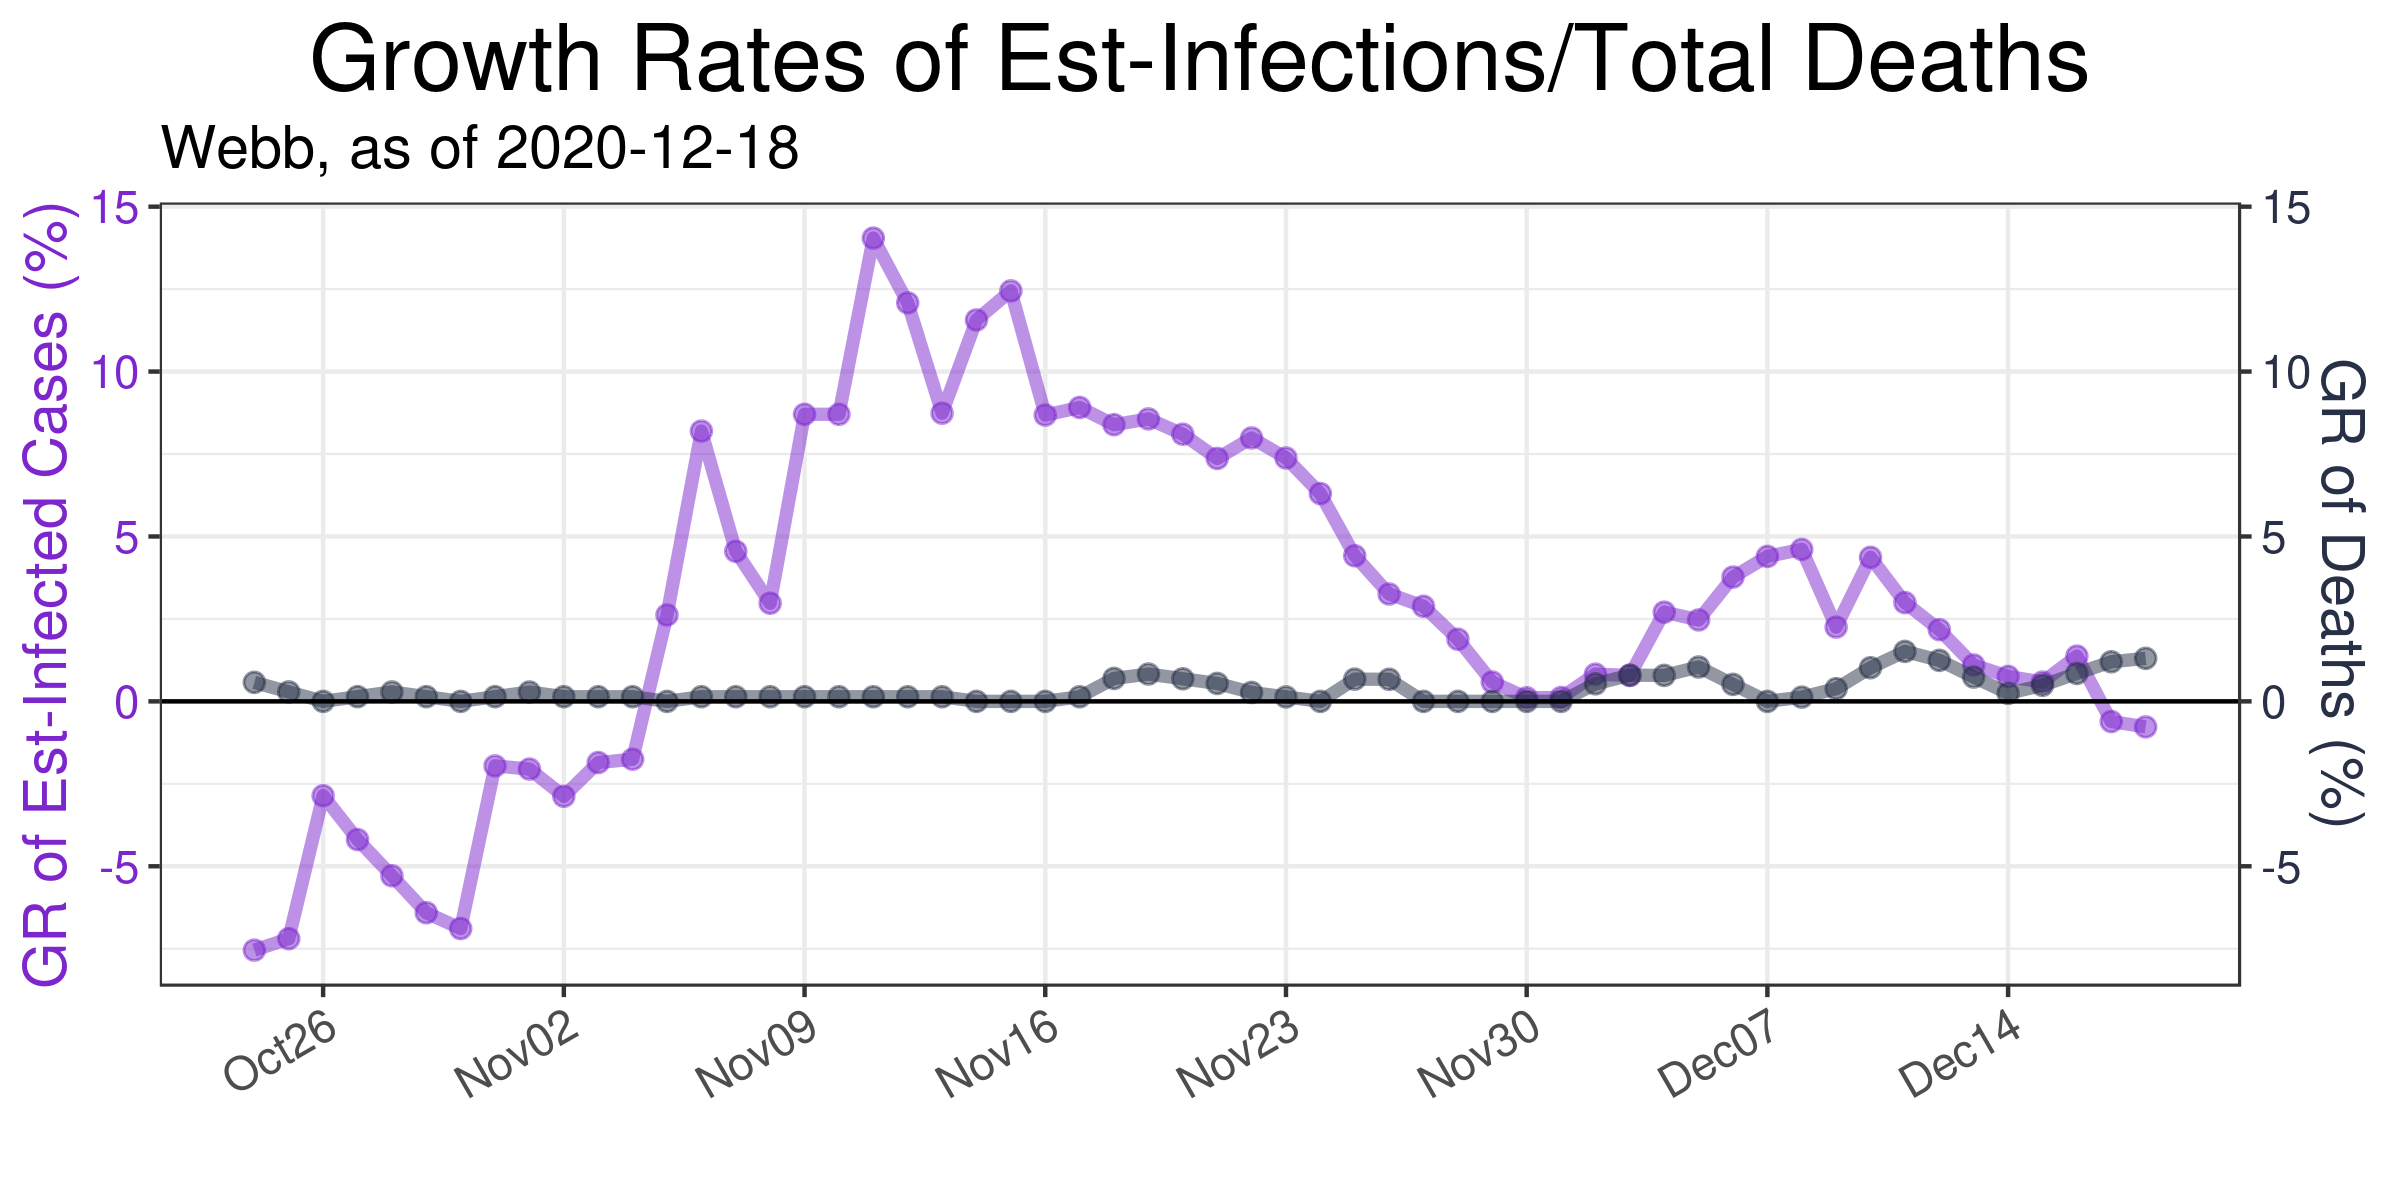 Growth Rates of Est-Infections/Total Deaths
Webb, as of 2020-12-18
GR of Est-Infected Cases (%)
15
10
5
0
-5
15
10
5
0
-5
GR of Deaths (%)
Oct26
Nov02
Nov09
Nov16
Nov23
Nov30
Dec07
Dec14